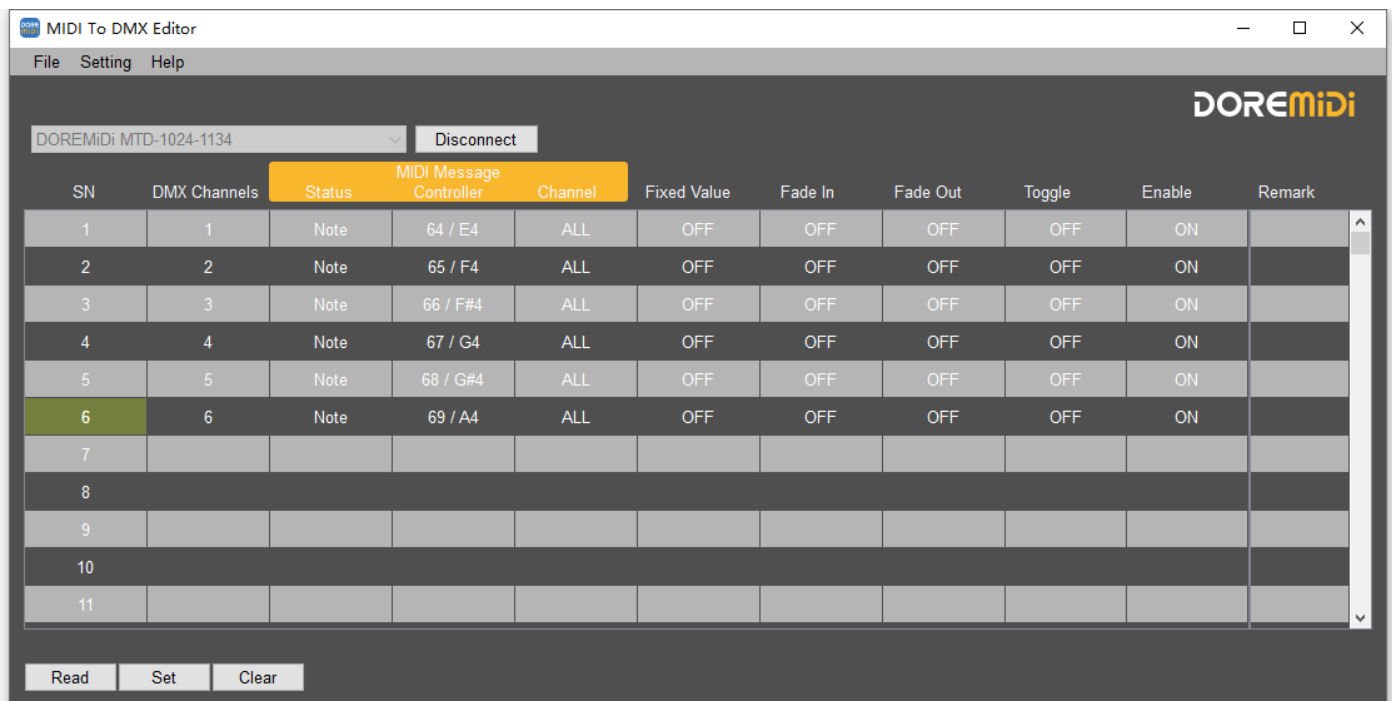 MIDI To DMX Editor
File Setting Help
DOREMiDi
DOREMiDi MTD-1024-1134 Disconnect
MIDI Message
SN DMX Channels Status Controller Channel Fixed Value Fade In Fade Out Toggle Enable Remark
1 1 Note 64 / E4 ALL OFF OFF OFF OFF ON
2 2 Note 65 / F4 ALL OFF OFF OFF OFF ON
3 3 Note 66 / F#4 ALL OFF OFF OFF OFF ON
4 4 Note 67 / G4 ALL OFF OFF OFF OFF ON
5 5 Note 68 / G#4 ALL OFF OFF OFF OFF ON
6 6 Note 69 / A4 ALL OFF OFF OFF OFF ON
7
8
9
10
11
Read Set Clear